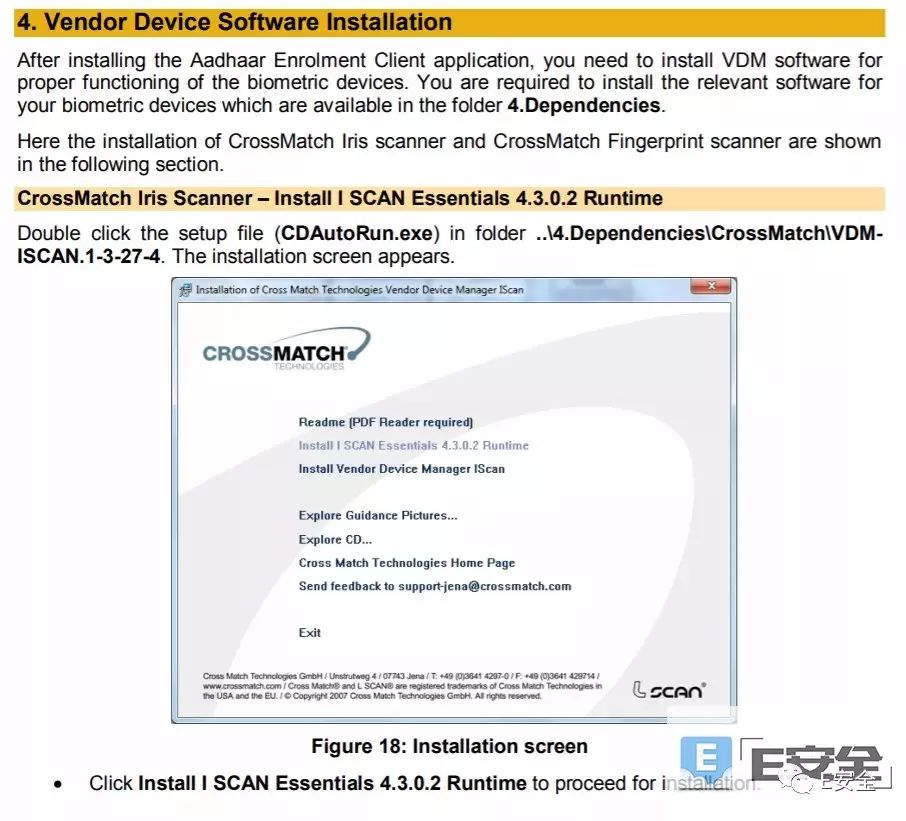 4. Vendor Device Software Installation
After installing the Aadhaar Enrolment Client application, you need to install VDM software for
proper functioning of the biometric devices. You are required to install the relevant software for
your biometric devices which are available in the folder 4.Dependencies.
Here the installation of CrossMatch Iris scanner and CrossMatch Fingerprint scanner are shown
in the following section.
CrossMatch Iris Scanner – Install I SCAN Essentials 4.3.0.2 Runtime
Double click the setup file (CDAutoRun.exe) in folder ..\4.Dependencies\CrossMatch\VDM-
ISCAN.1-3-27-4. The installation screen appears.
Installation of Cross Match Technologies Vendor Device Manager IScan
CROSSMATCH
TECHNOLOGIES
Readme (PDF Reader required)
Install I SCAN Essentials 4.3.0.2 Runtime
Install Vendor Device Manager IScan
Explore Guidance Pictures...
Explore CD...
Cross Match Technologies Home Page
Send feedback to support-jena@crossmatch.com
Exit
Cross Match Technologies GmbH / Unstrutweg 4 / 07743 Jena / T: +49 (0)3641 4297-0 / F: +49 (0)3641 429714 /
www.crossmatch.com / Cross Match® and L SCAN® are registered trademarks of Cross Match Technologies in
the USA and the EU. / © Copyright 2007 Cross Match Technologies GmbH. All rights reserved.
L SCAN®
Figure 18: Installation screen
• Click Install I SCAN Essentials 4.3.0.2 Runtime to proceed for installation.
E
E安全
E安全